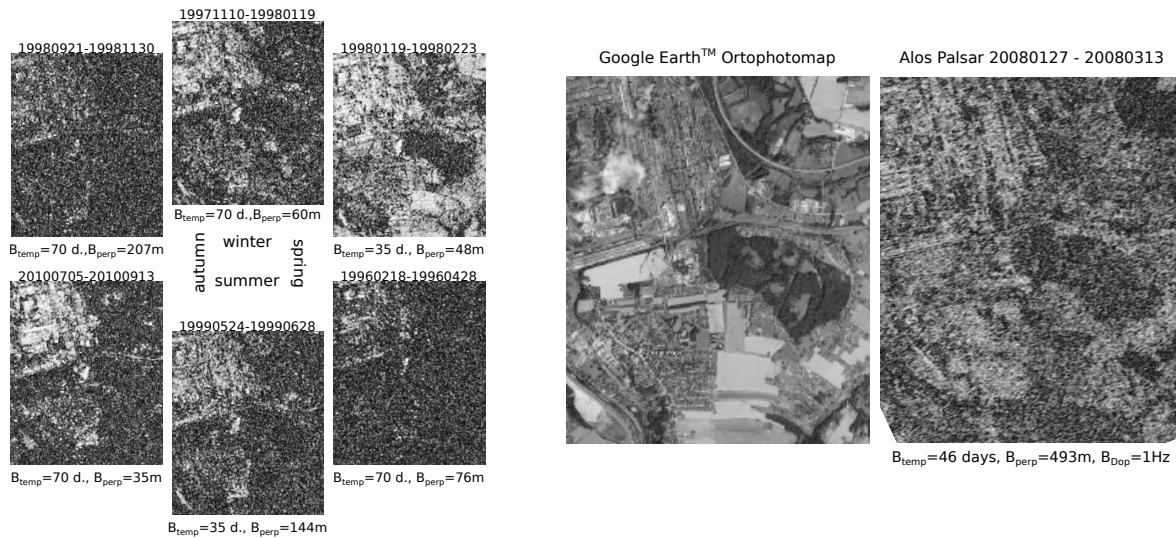 19971110-19980119
19980921-19981130
19980119-19980223
B_temp=70 d.,B_perp=60m
B_temp=70 d.,B_perp=207m
B_temp=35 d., B_perp=48m
autumn
winter
spring
summer
20100705-20100913
19960218-19960428
19990524-19990628
B_temp=70 d., B_perp=35m
B_temp=70 d., B_perp=76m
B_temp=35 d., B_perp=144m
Google Earth™ Ortophotomap
Alos Palsar 20080127 - 20080313
B_temp=46 days, B_perp=493m, B_Dop=1Hz